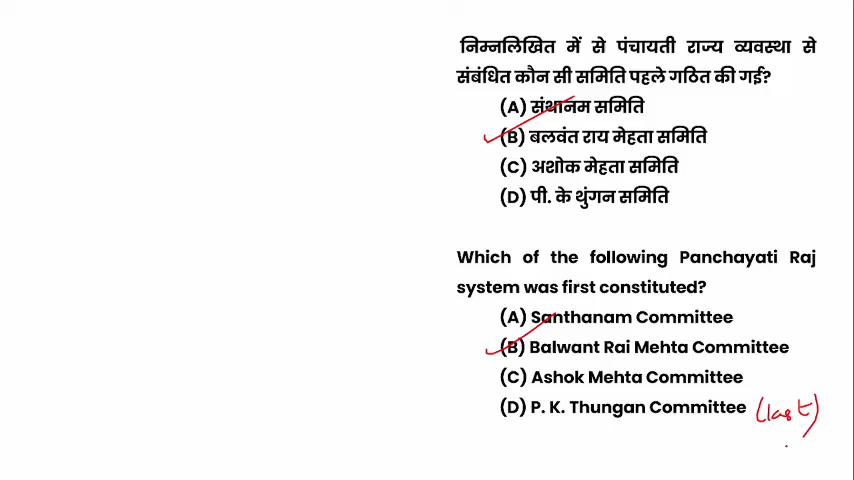 निम्नलिखित में से पंचायती राज्य व्यवस्था से
संबंधित कौन सी समिति पहले गठित की गई?
(A) संथानम समिति
(B) बलवंत राय मेहता समिति
(C) अशोक मेहता समिति
(D) पी. के थुंगन समिति
Which of the following Panchayati Raj
system was first constituted?
(A) Santhanam Committee
(B) Balwant Rai Mehta Committee
(C) Ashok Mehta Committee
(D) P. K. Thungan Committee (last)